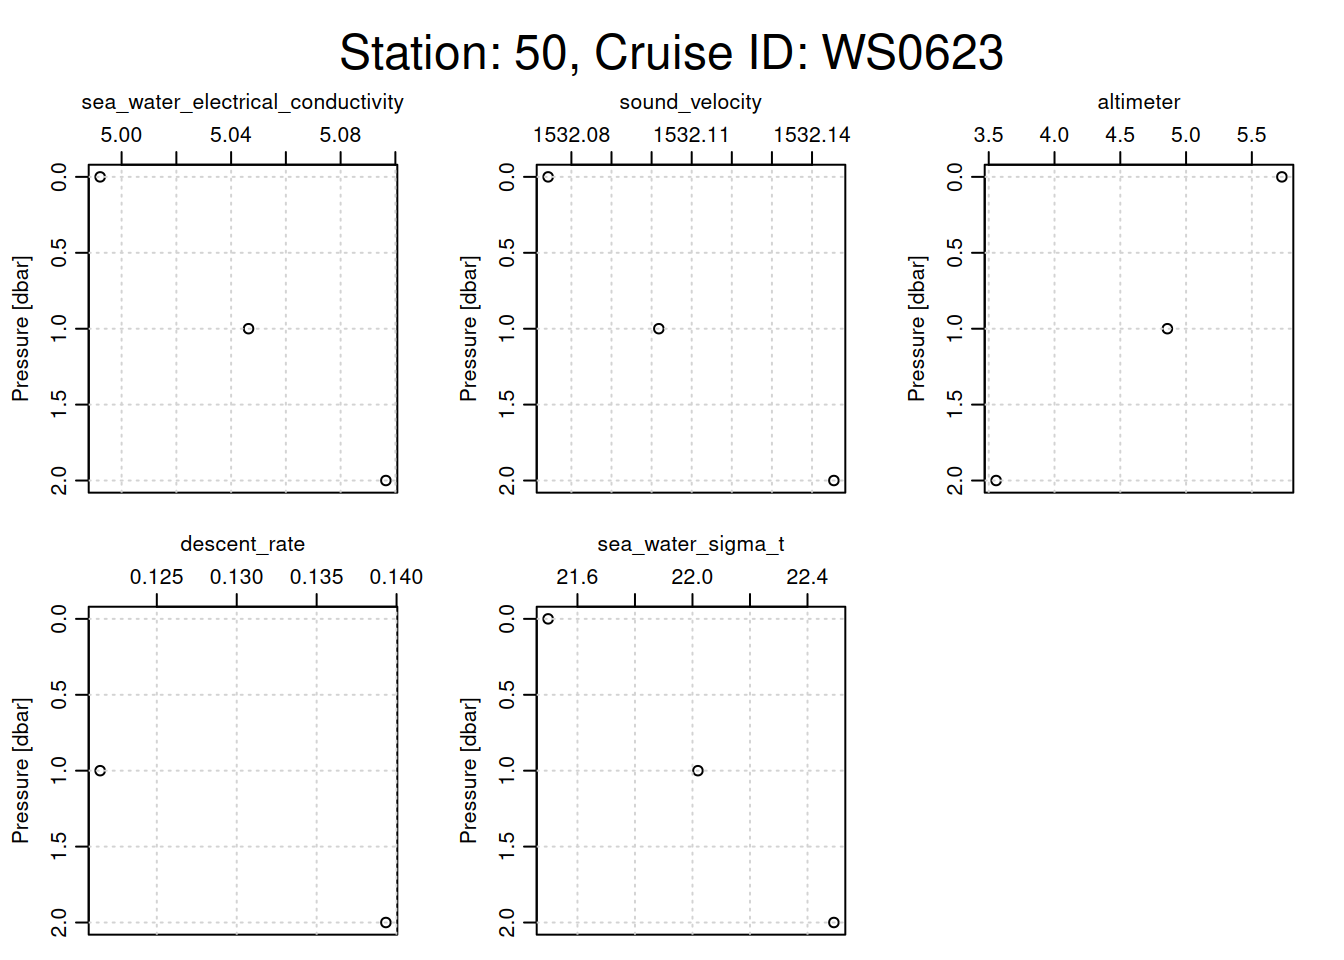 Station: 50, Cruise ID: WS0623
sea_water_electrical_conductivity
5.00 5.04 5.08
Pressure [dbar]
0.0 0.5 1.0 1.5 2.0
sound_velocity
1532.08 1532.11 1532.14
Pressure [dbar]
0.0 0.5 1.0 1.5 2.0
altimeter
3.5 4.0 4.5 5.0 5.5
Pressure [dbar]
0.0 0.5 1.0 1.5 2.0
descent_rate
0.125 0.130 0.135 0.140
Pressure [dbar]
0.0 0.5 1.0 1.5 2.0
sea_water_sigma_t
21.6 22.0 22.4
Pressure [dbar]
0.0 0.5 1.0 1.5 2.0